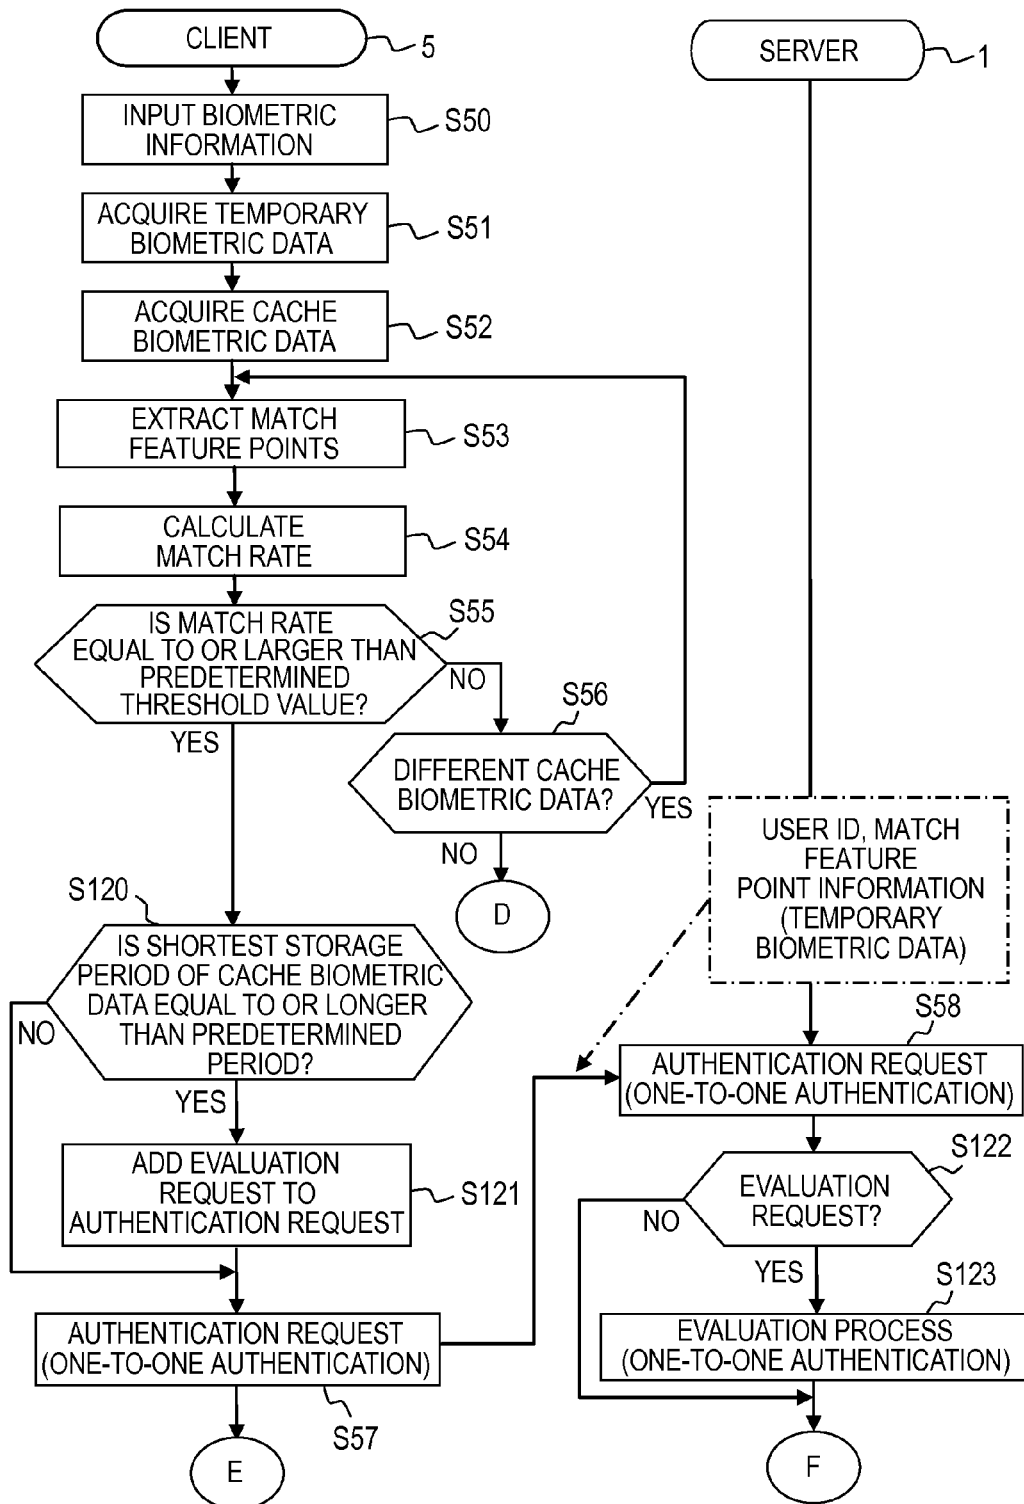 CLIENT
5
INPUT BIOMETRIC
INFORMATION
S50
ACQUIRE TEMPORARY
BIOMETRIC DATA
S51
ACQUIRE CACHE
BIOMETRIC DATA
S52
EXTRACT MATCH
FEATURE POINTS
S53
CALCULATE
MATCH RATE
S54
IS MATCH RATE
EQUAL TO OR LARGER THAN
PREDETERMINED
THRESHOLD VALUE?
S55
NO
YES
S56
DIFFERENT CACHE
BIOMETRIC DATA?
YES
NO
D
S120
IS SHORTEST STORAGE
PERIOD OF CACHE BIOMETRIC
DATA EQUAL TO OR LONGER
THAN PREDETERMINED
PERIOD?
NO
YES
ADD EVALUATION
REQUEST TO
AUTHENTICATION REQUEST
S121
AUTHENTICATION REQUEST
(ONE-TO-ONE AUTHENTICATION)
S57
E
SERVER
1
USER ID, MATCH
FEATURE
POINT INFORMATION
(TEMPORARY
BIOMETRIC DATA)
S58
AUTHENTICATION REQUEST
(ONE-TO-ONE AUTHENTICATION)
S122
EVALUATION
REQUEST?
NO
YES
S123
EVALUATION PROCESS
(ONE-TO-ONE AUTHENTICATION)
F